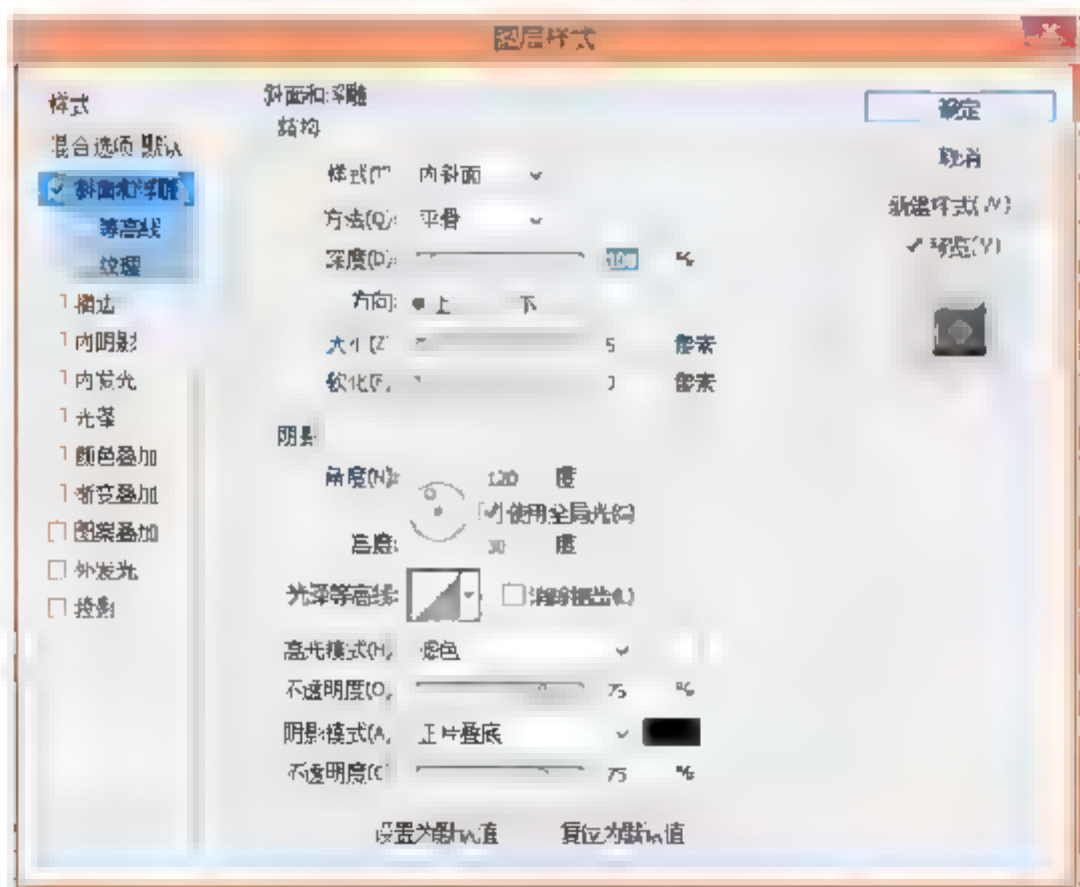 图层样式
样式
混合选项:默认
斜面和浮雕
等高线
纹理
描边
内阴影
内发光
光泽
颜色叠加
渐变叠加
图案叠加
外发光
投影
斜面和浮雕
结构
样式(T): 内斜面
方法(Q): 平滑
深度(D): 100 %
方向: 上 下
大小(Z): 5 像素
软化(F): 0 像素
阴影
角度(N): 120 度
使用全局光(G)
高度: 30 度
光泽等高线: 消除锯齿(L)
高光模式(H): 滤色
不透明度(O): 75 %
阴影模式(A): 正片叠底
不透明度(C): 75 %
设置为默认值 复位为默认值
确定
取消
新建样式(W)
预览(V)